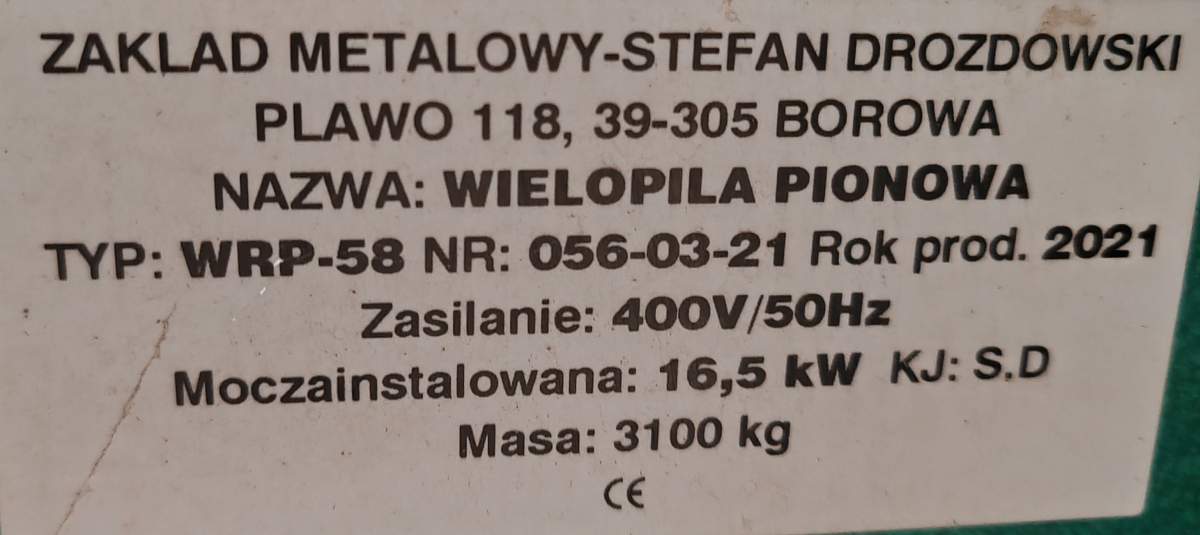 ZAKLAD METALOWY-STEFAN DROZDOWSKI
PLAWO 118, 39-305 BOROWA
NAZWA: WIELOPILA PIONOWA
TYP: WRP-58 NR: 056-03-21 Rok prod. 2021
Zasilanie: 400V/50Hz
Moczainstalowana: 16,5 kW KJ: S.D
Masa: 3100 kg
CE